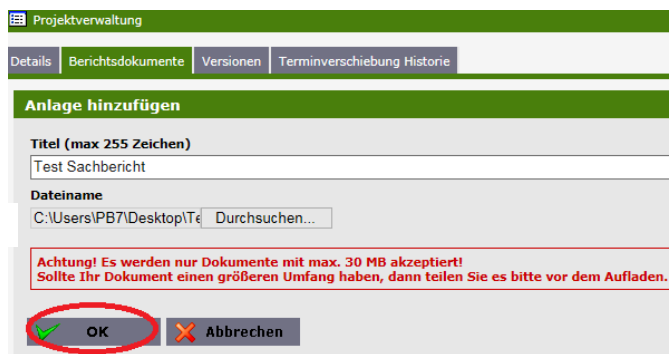 Projektverwaltung
Details Berichtsdokumente Versionen Terminverschiebung Historie
Anlage hinzufügen
Titel (max 255 Zeichen)
Test Sachbericht
Dateiname
C:\Users\PB7\Desktop\Te Durchsuchen...
Achtung! Es werden nur Dokumente mit max. 30 MB akzeptiert!
Sollte Ihr Dokument einen größeren Umfang haben, dann teilen Sie es bitte vor dem Aufladen.
OK Abbrechen